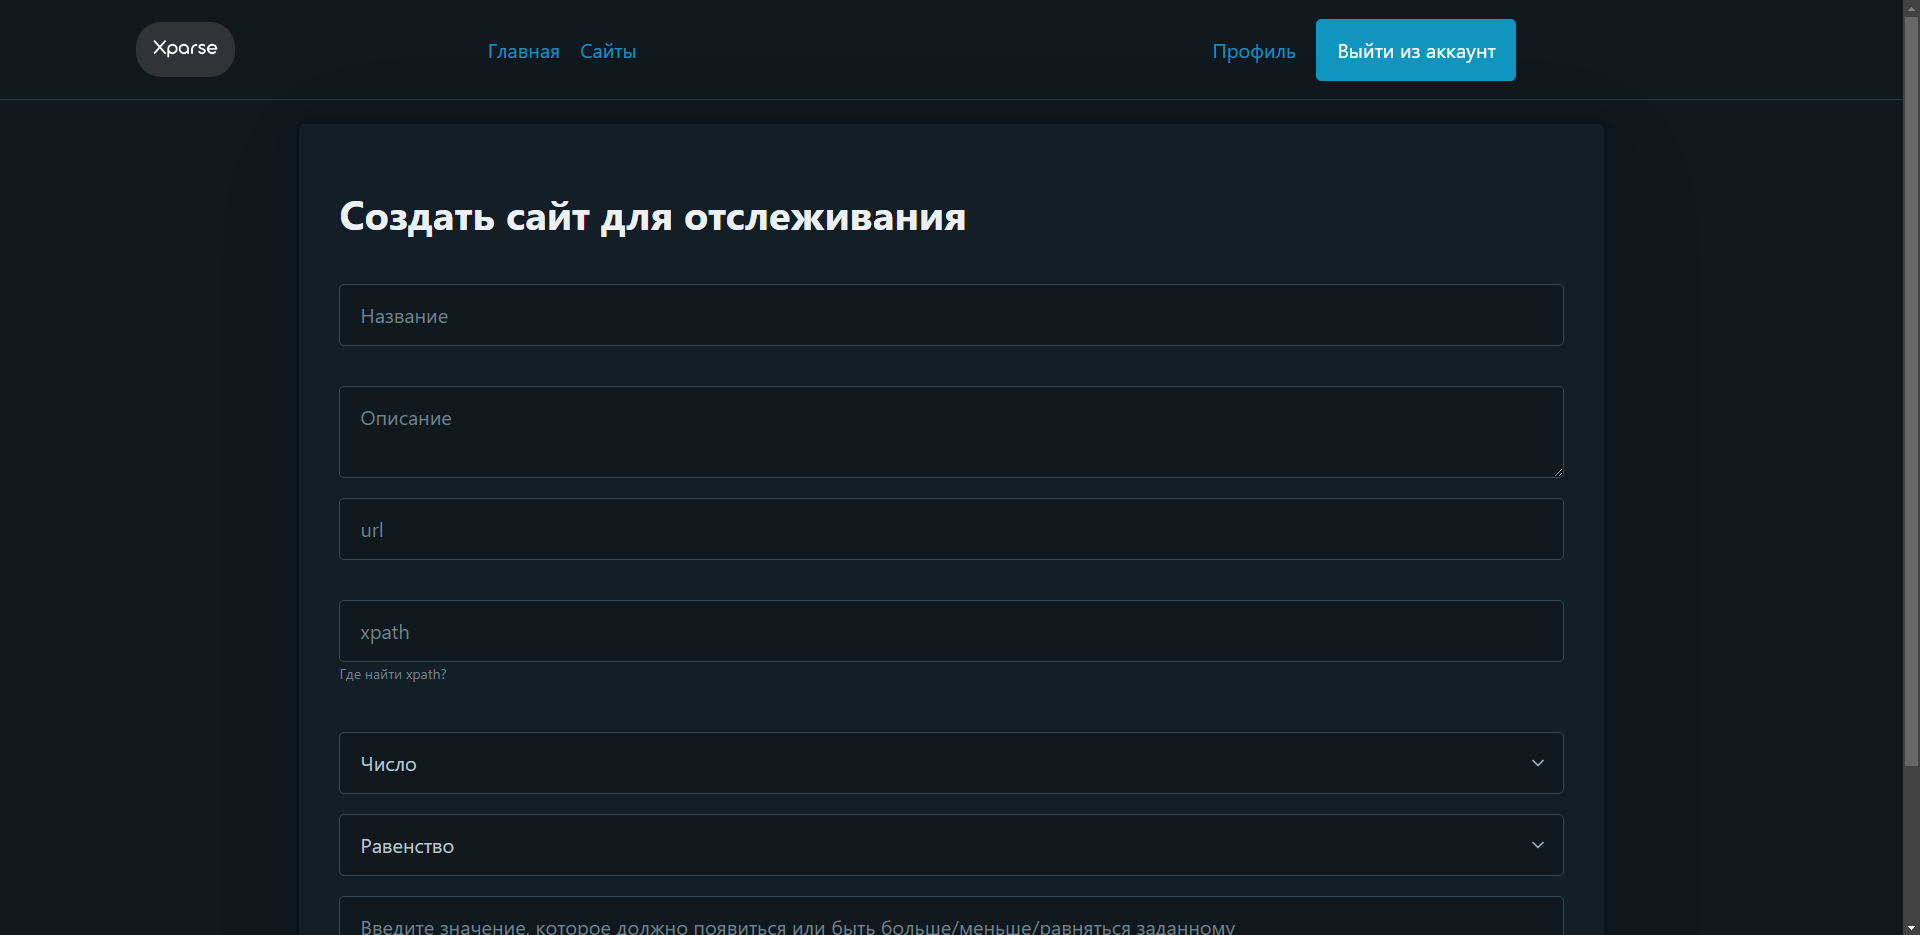 Xparse
Главная Сайты
Профиль Выйти из аккаунт
Создать сайт для отслеживания
Название
Описание
url
xpath
Где найти xpath?
Число
Равенство
Введите значение, которое должно появиться или быть больше/меньше/равняться заданному